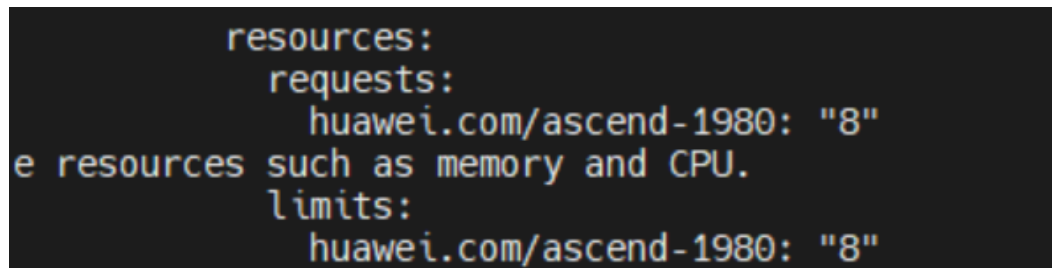 resources:
requests:
huawei.com/ascend-1980: "8"
e resources such as memory and CPU.
limits:
huawei.com/ascend-1980: "8"